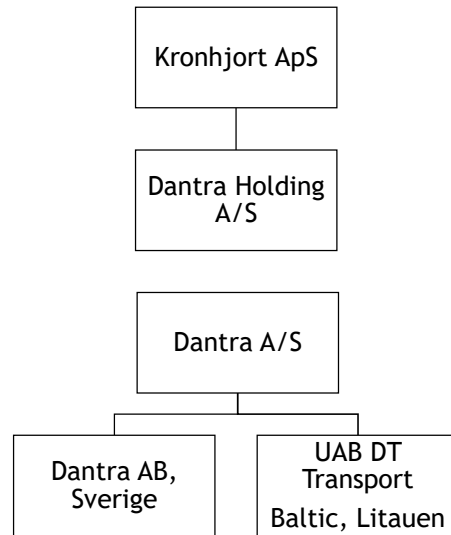 Kronhjort ApS
Dantra Holding
A/S
Dantra A/S
Dantra AB,
Sverige
UAB DT
Transport
Baltic, Litauen